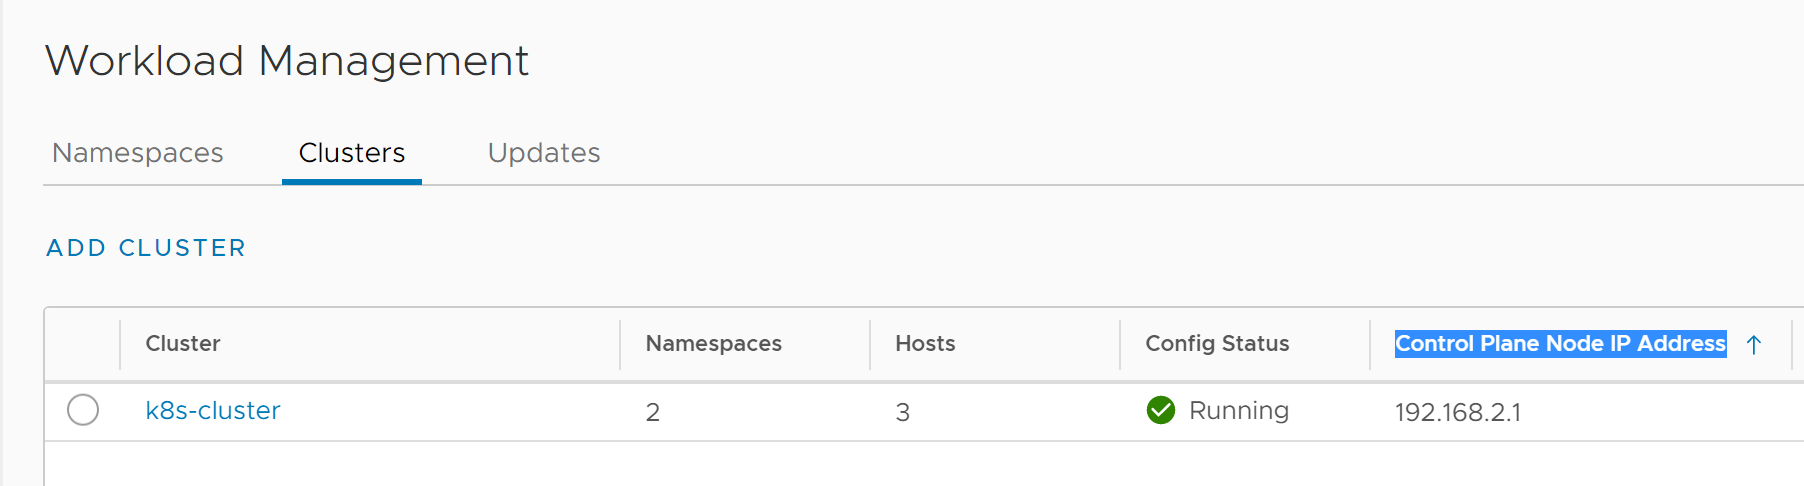 Workload Management
Namespaces Clusters Updates
ADD CLUSTER
Cluster Namespaces Hosts Config Status Control Plane Node IP Address
k8s-cluster 2 3 Running 192.168.2.1